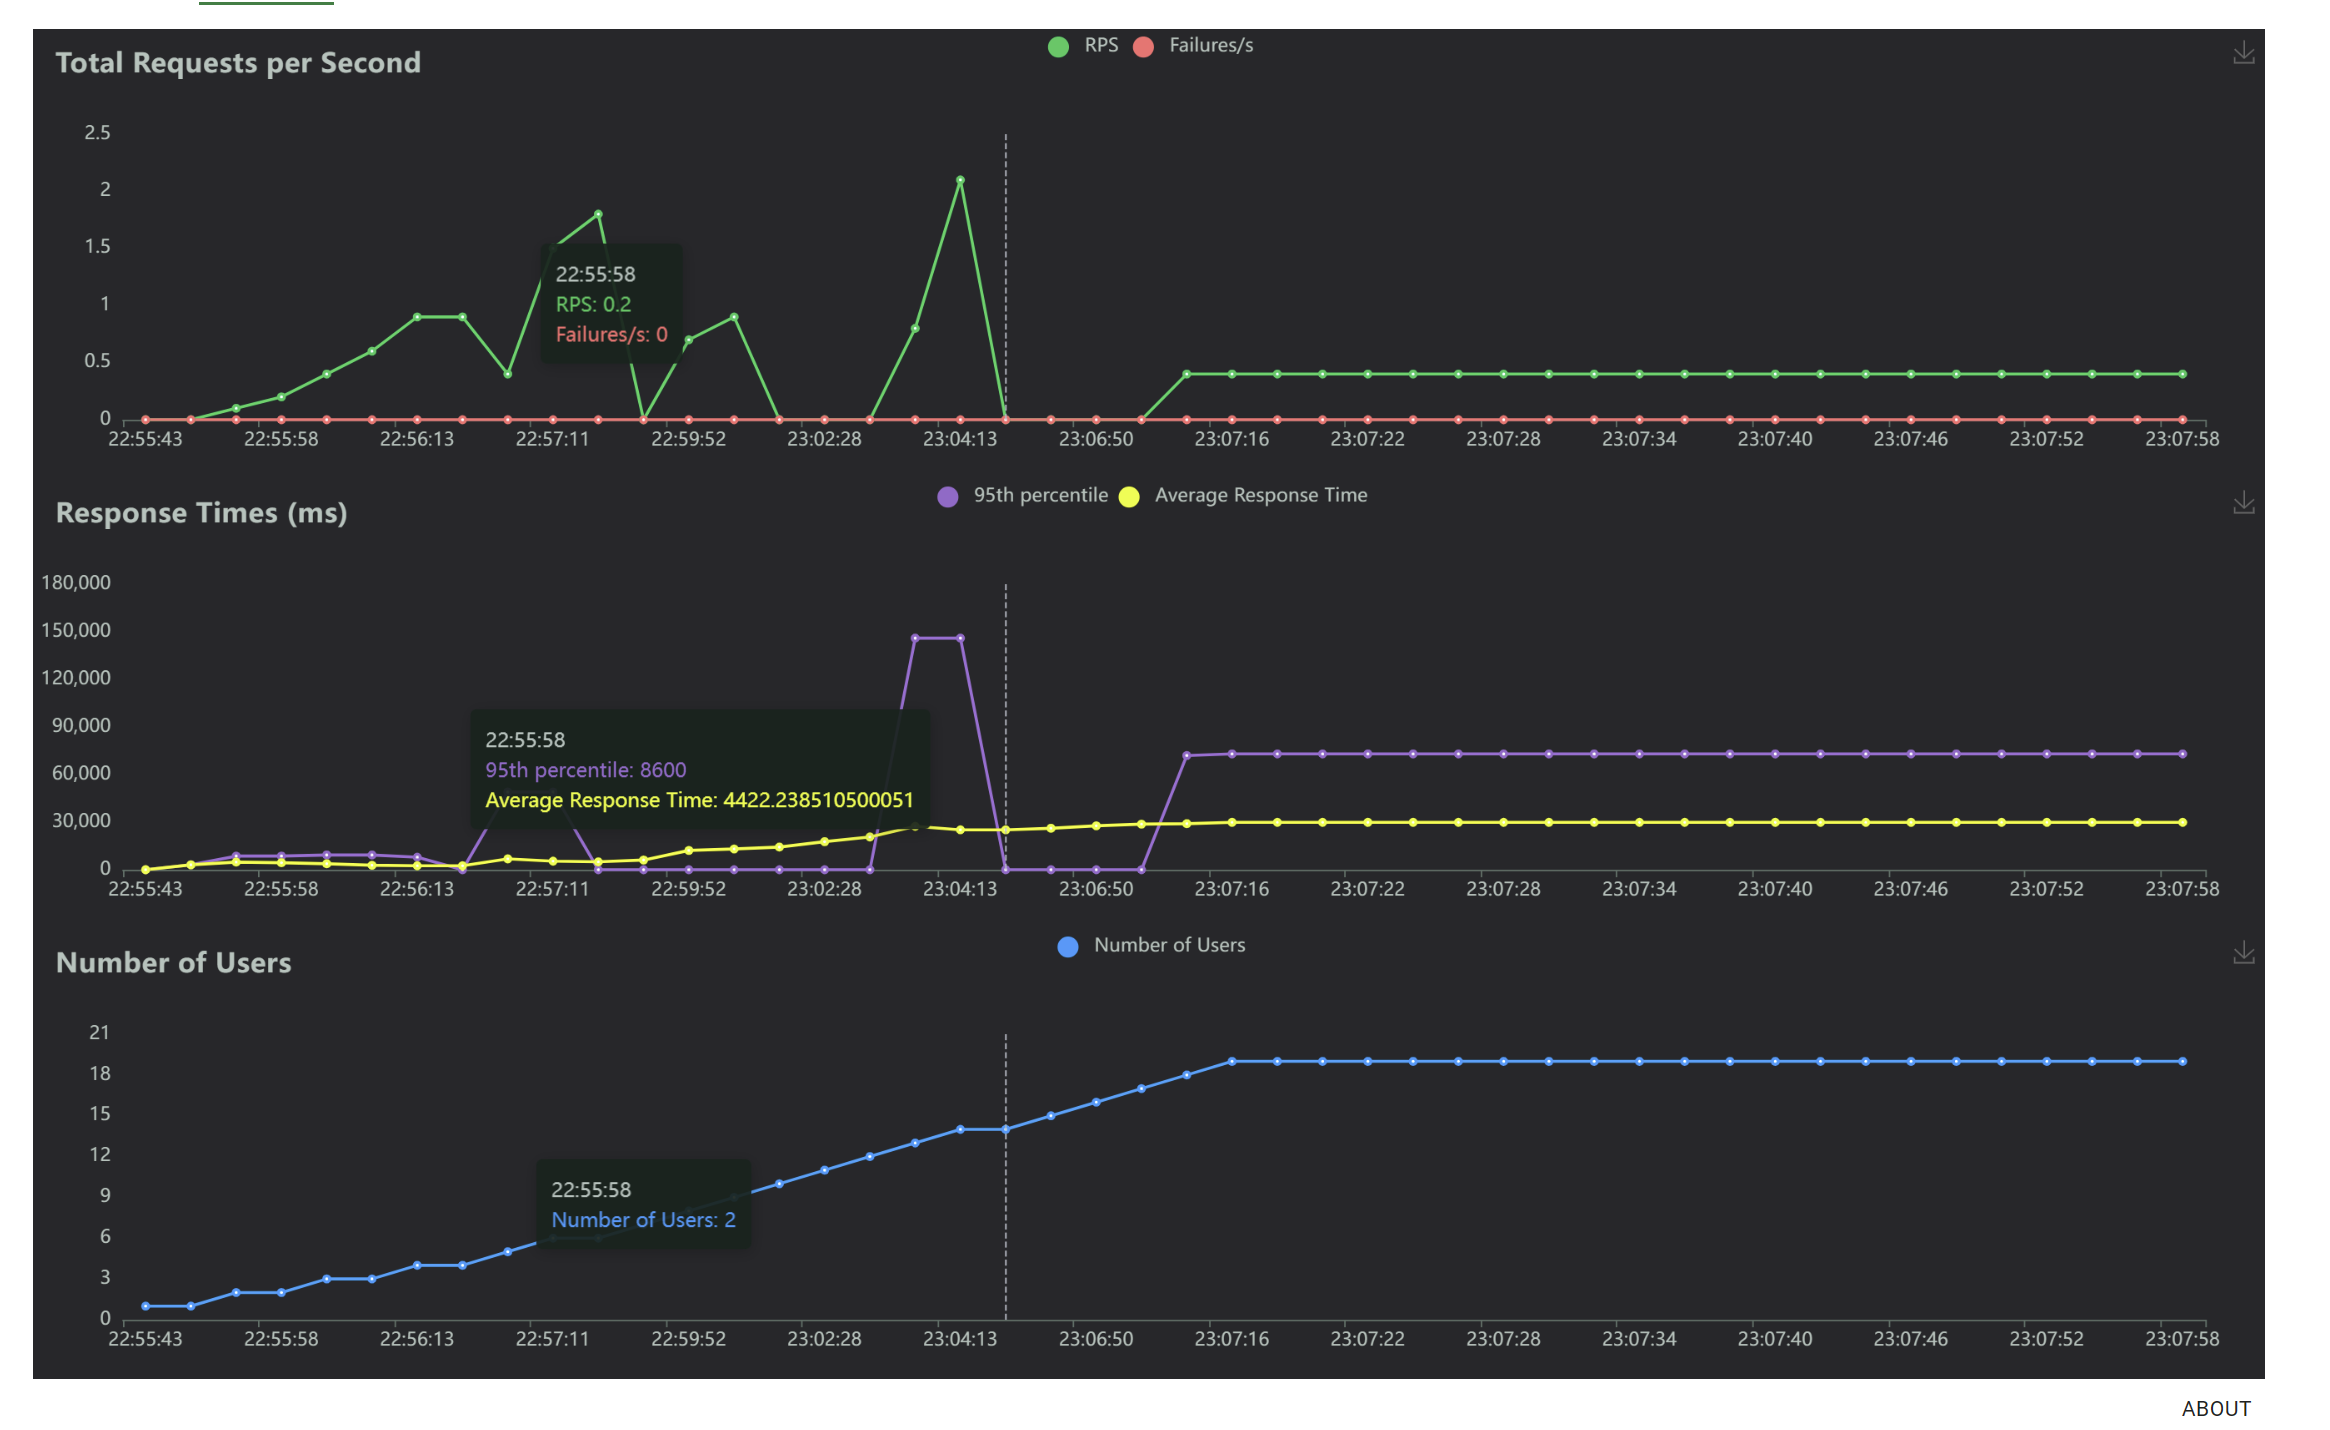 Total Requests per Second
RPS Failures/s
2.5
2
1.5
1
0.5
0
22:55:58
RPS: 0.2
Failures/s: 0
22:55:43 22:55:58 22:56:13 22:57:11 22:59:52 23:02:28 23:04:13 23:06:50 23:07:16 23:07:22 23:07:28 23:07:34 23:07:40 23:07:46 23:07:52 23:07:58
Response Times (ms)
95th percentile Average Response Time
180,000
150,000
120,000
90,000
60,000
30,000
0
22:55:58
95th percentile: 8600
Average Response Time: 4422.238510500051
22:55:43 22:55:58 22:56:13 22:57:11 22:59:52 23:02:28 23:04:13 23:06:50 23:07:16 23:07:22 23:07:28 23:07:34 23:07:40 23:07:46 23:07:52 23:07:58
Number of Users
Number of Users
21
18
15
12
9
6
3
0
22:55:58
Number of Users: 2
22:55:43 22:55:58 22:56:13 22:57:11 22:59:52 23:02:28 23:04:13 23:06:50 23:07:16 23:07:22 23:07:28 23:07:34 23:07:40 23:07:46 23:07:52 23:07:58
ABOUT